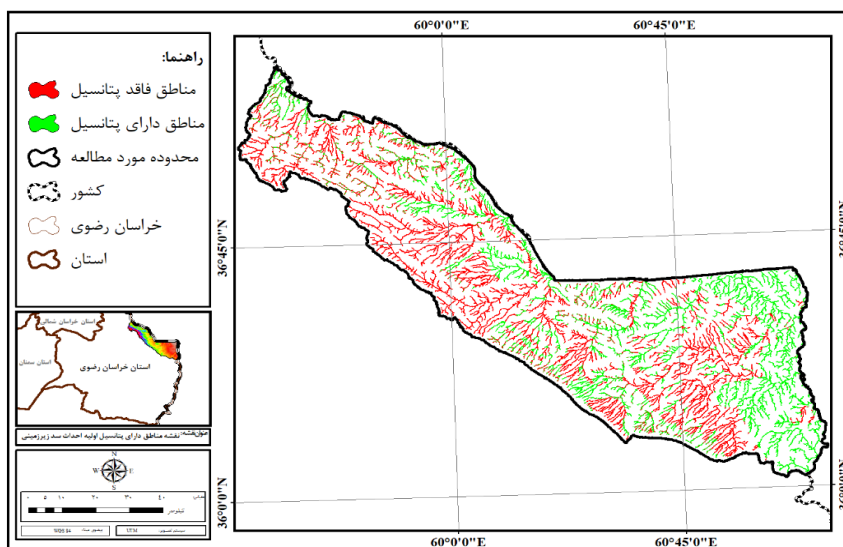 60°0'0"E 60°45'0"E
راهنما:
مناطق فاقد پتانسیل
مناطق دارای پتانسیل
محدوده مورد مطالعه
کشور
خراسان رضوی
استان
36°45'0"N
36°45'0"N
36°0'0"N
36°0'0"N
استان خراسان شمالی
استان سمنان
استان خراسان رضوی
عنوان نقشه: نقشه مناطق دارای پتانسیل اولیه احداث سد زیرزمینی
N
W E
S
۰ ۵ ۱۰ ۲۰ ۳۰ ۴۰
کیلومتر
WGS 84
UTM
60°0'0"E 60°45'0"E